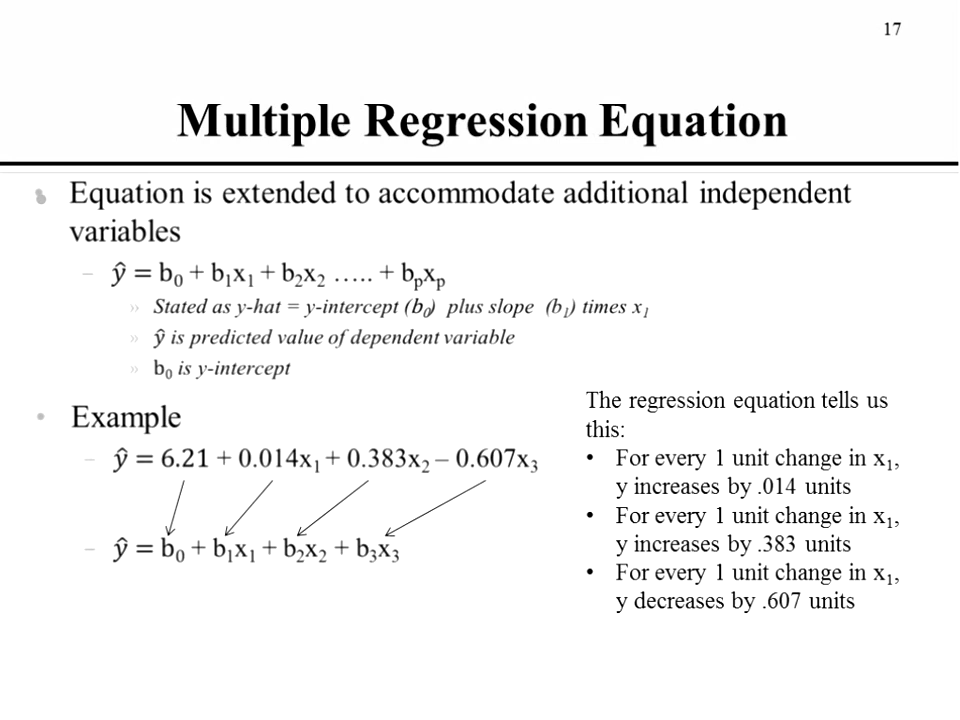 17
Multiple Regression Equation
Equation is extended to accommodate additional independent
variables
– ŷ = b₀ + b₁x₁ + b₂x₂ ….. + bₚxₚ
» Stated as y-hat = y-intercept (b₀) plus slope (b₁) times x₁
» ŷ is predicted value of dependent variable
» b₀ is y-intercept
• Example
– ŷ = 6.21 + 0.014x₁ + 0.383x₂ – 0.607x₃
– ŷ = b₀ + b₁x₁ + b₂x₂ + b₃x₃
The regression equation tells us
this:
• For every 1 unit change in x₁,
y increases by .014 units
• For every 1 unit change in x₁,
y increases by .383 units
• For every 1 unit change in x₁,
y decreases by .607 units